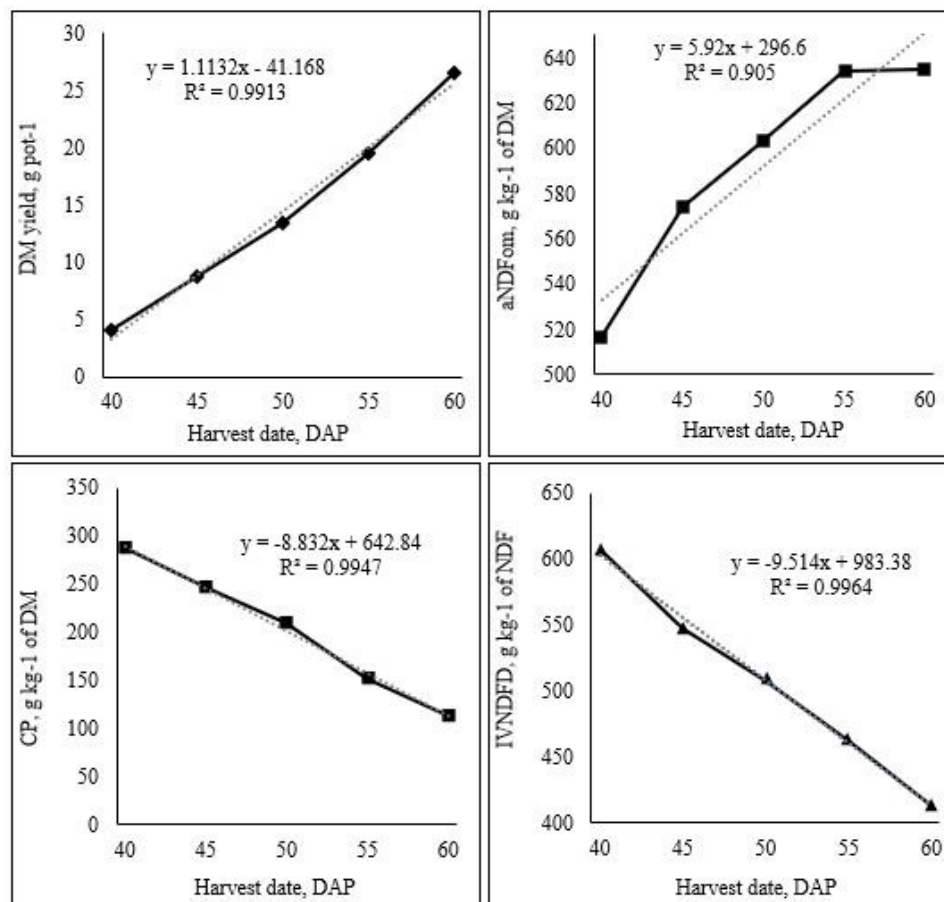 DM yield, g pot-1
30
25
20
15
10
5
0
y = 1.1132x - 41.168
R² = 0.9913
40 45 50 55 60
Harvest date, DAP
aNDFom, g kg-1 of DM
640
620
600
580
560
540
520
500
y = 5.92x + 296.6
R² = 0.905
40 45 50 55 60
Harvest date, DAP
CP, g kg-1 of DM
350
300
250
200
150
100
50
0
y = -8.832x + 642.84
R² = 0.9947
40 45 50 55 60
Harvest date, DAP
IVNDFD, g kg-1 of NDF
650
600
550
500
450
400
y = -9.514x + 983.38
R² = 0.9964
40 45 50 55 60
Harvest date, DAP